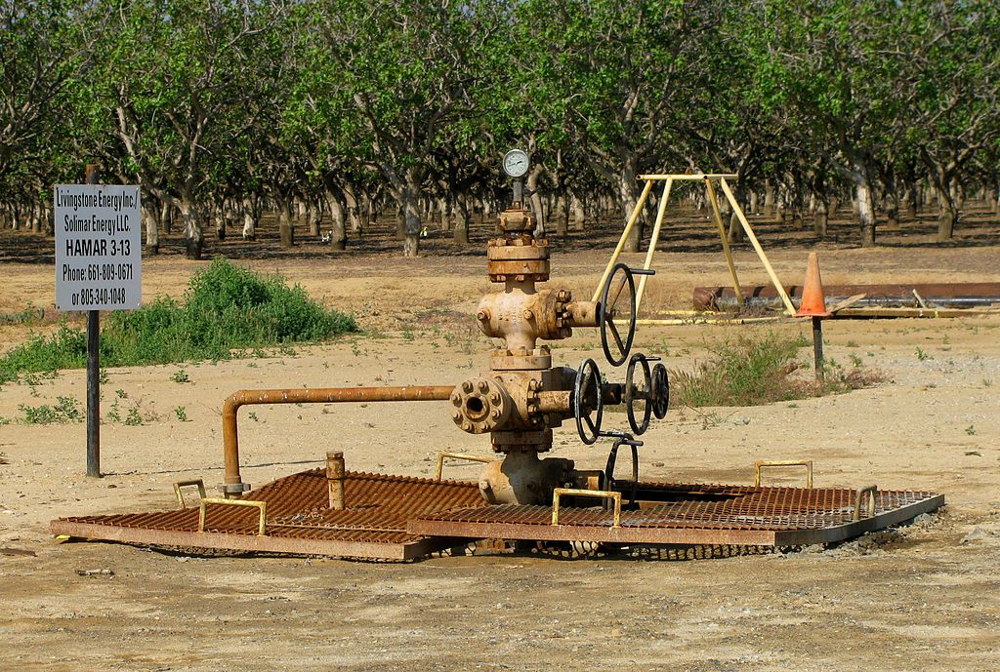 Livingstone Energy Inc./
Solimar Energy LLC.
HAMAR 3-13
Phone: 661-809-0671
or 805-340-1048